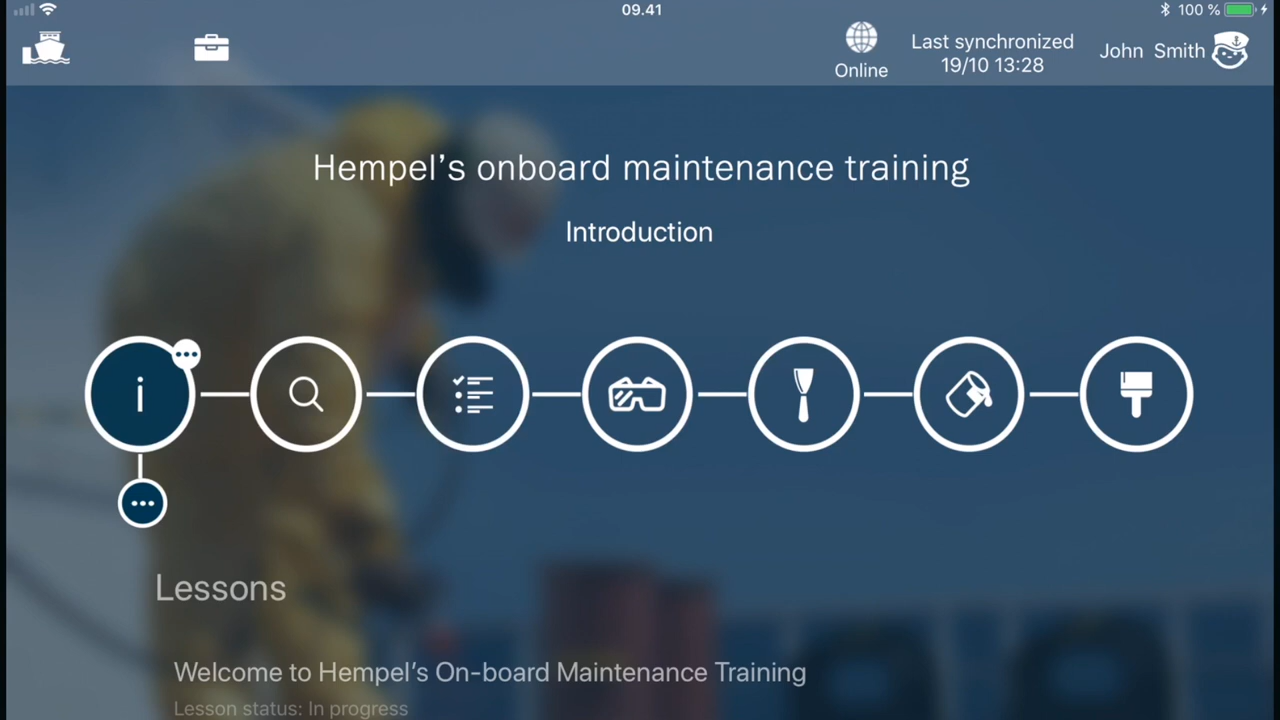 09.41
100 %
Online
Last synchronized
19/10 13:28
John Smith
Hempel’s onboard maintenance training
Introduction
i
Lessons
Welcome to Hempel’s On-board Maintenance Training
Lesson status: In progress